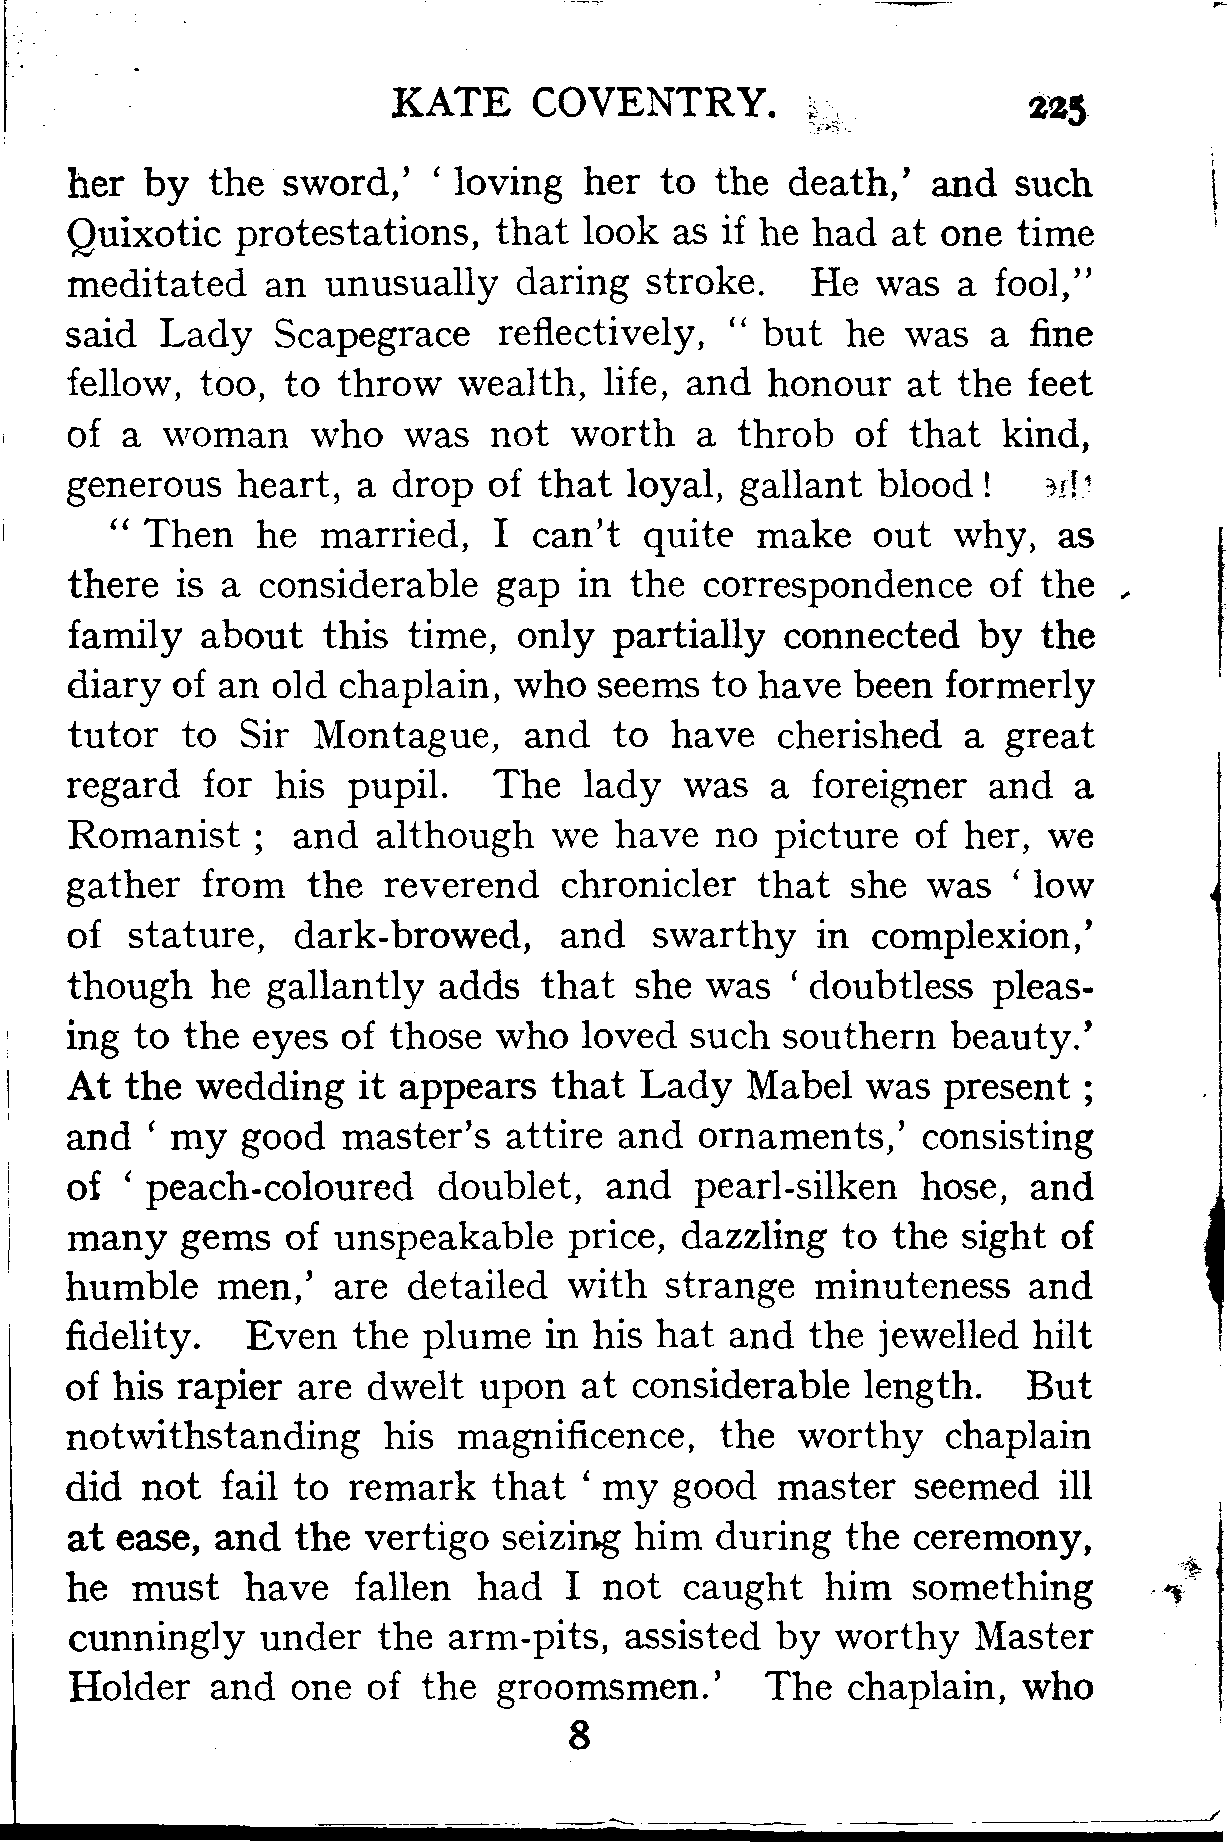 KATE COVENTRY. 225
her by the sword,' ‘ loving her to the death,' and such
Quixotic protestations, that look as if he had at one time
meditated an unusually daring stroke. He was a fool,"
said Lady Scapegrace reflectively, “ but he was a fine
fellow, too, to throw wealth, life, and honour at the feet
of a woman who was not worth a throb of that kind,
generous heart, a drop of that loyal, gallant blood !
“ Then he married, I can't quite make out why, as
there is a considerable gap in the correspondence of the
family about this time, only partially connected by the
diary of an old chaplain, who seems to have been formerly
tutor to Sir Montague, and to have cherished a great
regard for his pupil. The lady was a foreigner and a
Romanist ; and although we have no picture of her, we
gather from the reverend chronicler that she was ‘ low
of stature, dark-browed, and swarthy in complexion,'
though he gallantly adds that she was ‘ doubtless pleas-
ing to the eyes of those who loved such southern beauty.'
At the wedding it appears that Lady Mabel was present ;
and ‘ my good master's attire and ornaments,' consisting
of ‘ peach-coloured doublet, and pearl-silken hose, and
many gems of unspeakable price, dazzling to the sight of
humble men,' are detailed with strange minuteness and
fidelity. Even the plume in his hat and the jewelled hilt
of his rapier are dwelt upon at considerable length. But
notwithstanding his magnificence, the worthy chaplain
did not fail to remark that ‘ my good master seemed ill
at ease, and the vertigo seizing him during the ceremony,
he must have fallen had I not caught him something
cunningly under the arm-pits, assisted by worthy Master
Holder and one of the groomsmen.' The chaplain, who
8